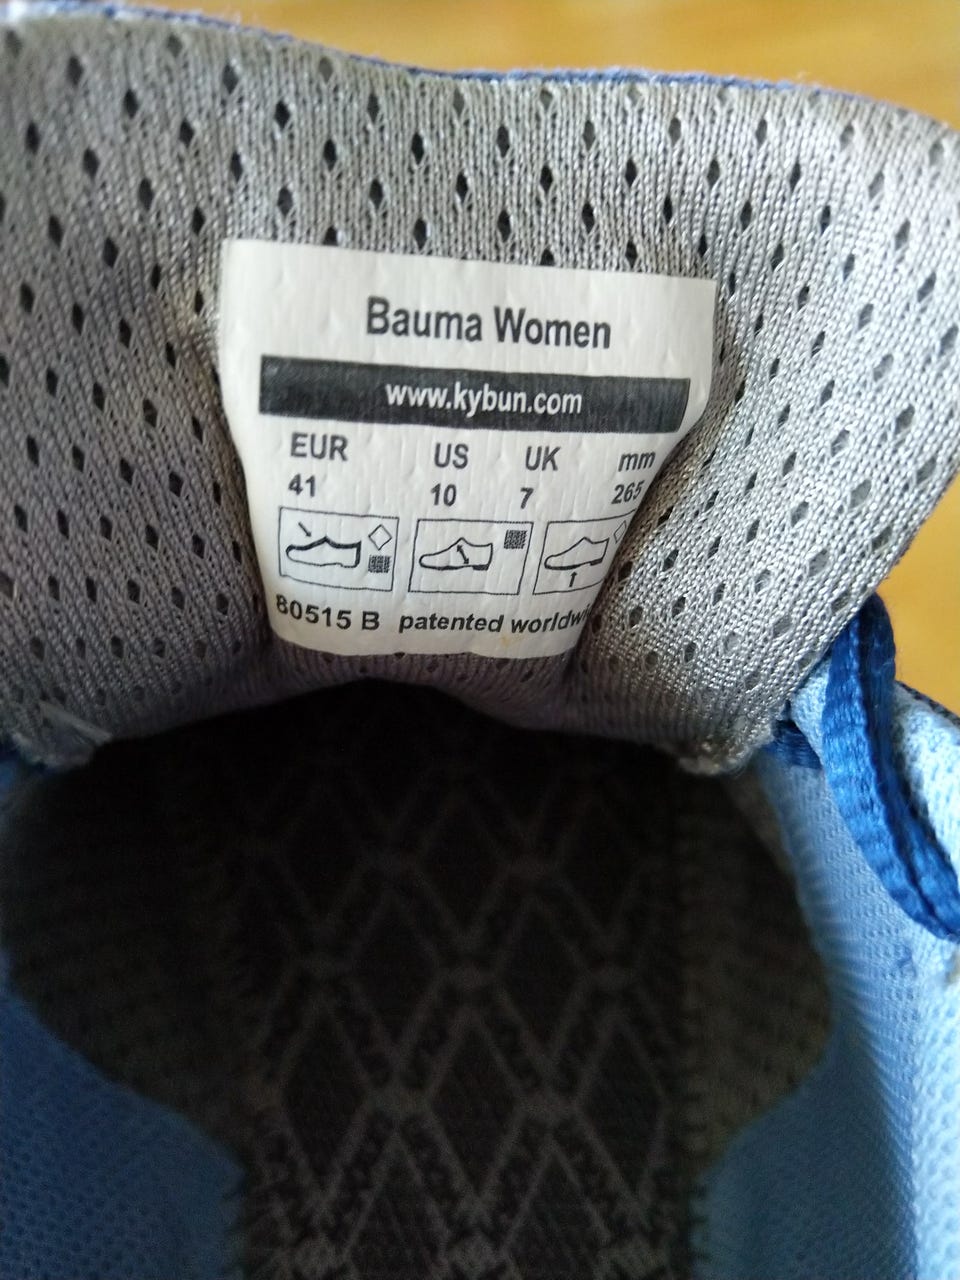 Bauma Women
www.kybun.com
EUR US UK mm
41 10 7 265
80515 B patented